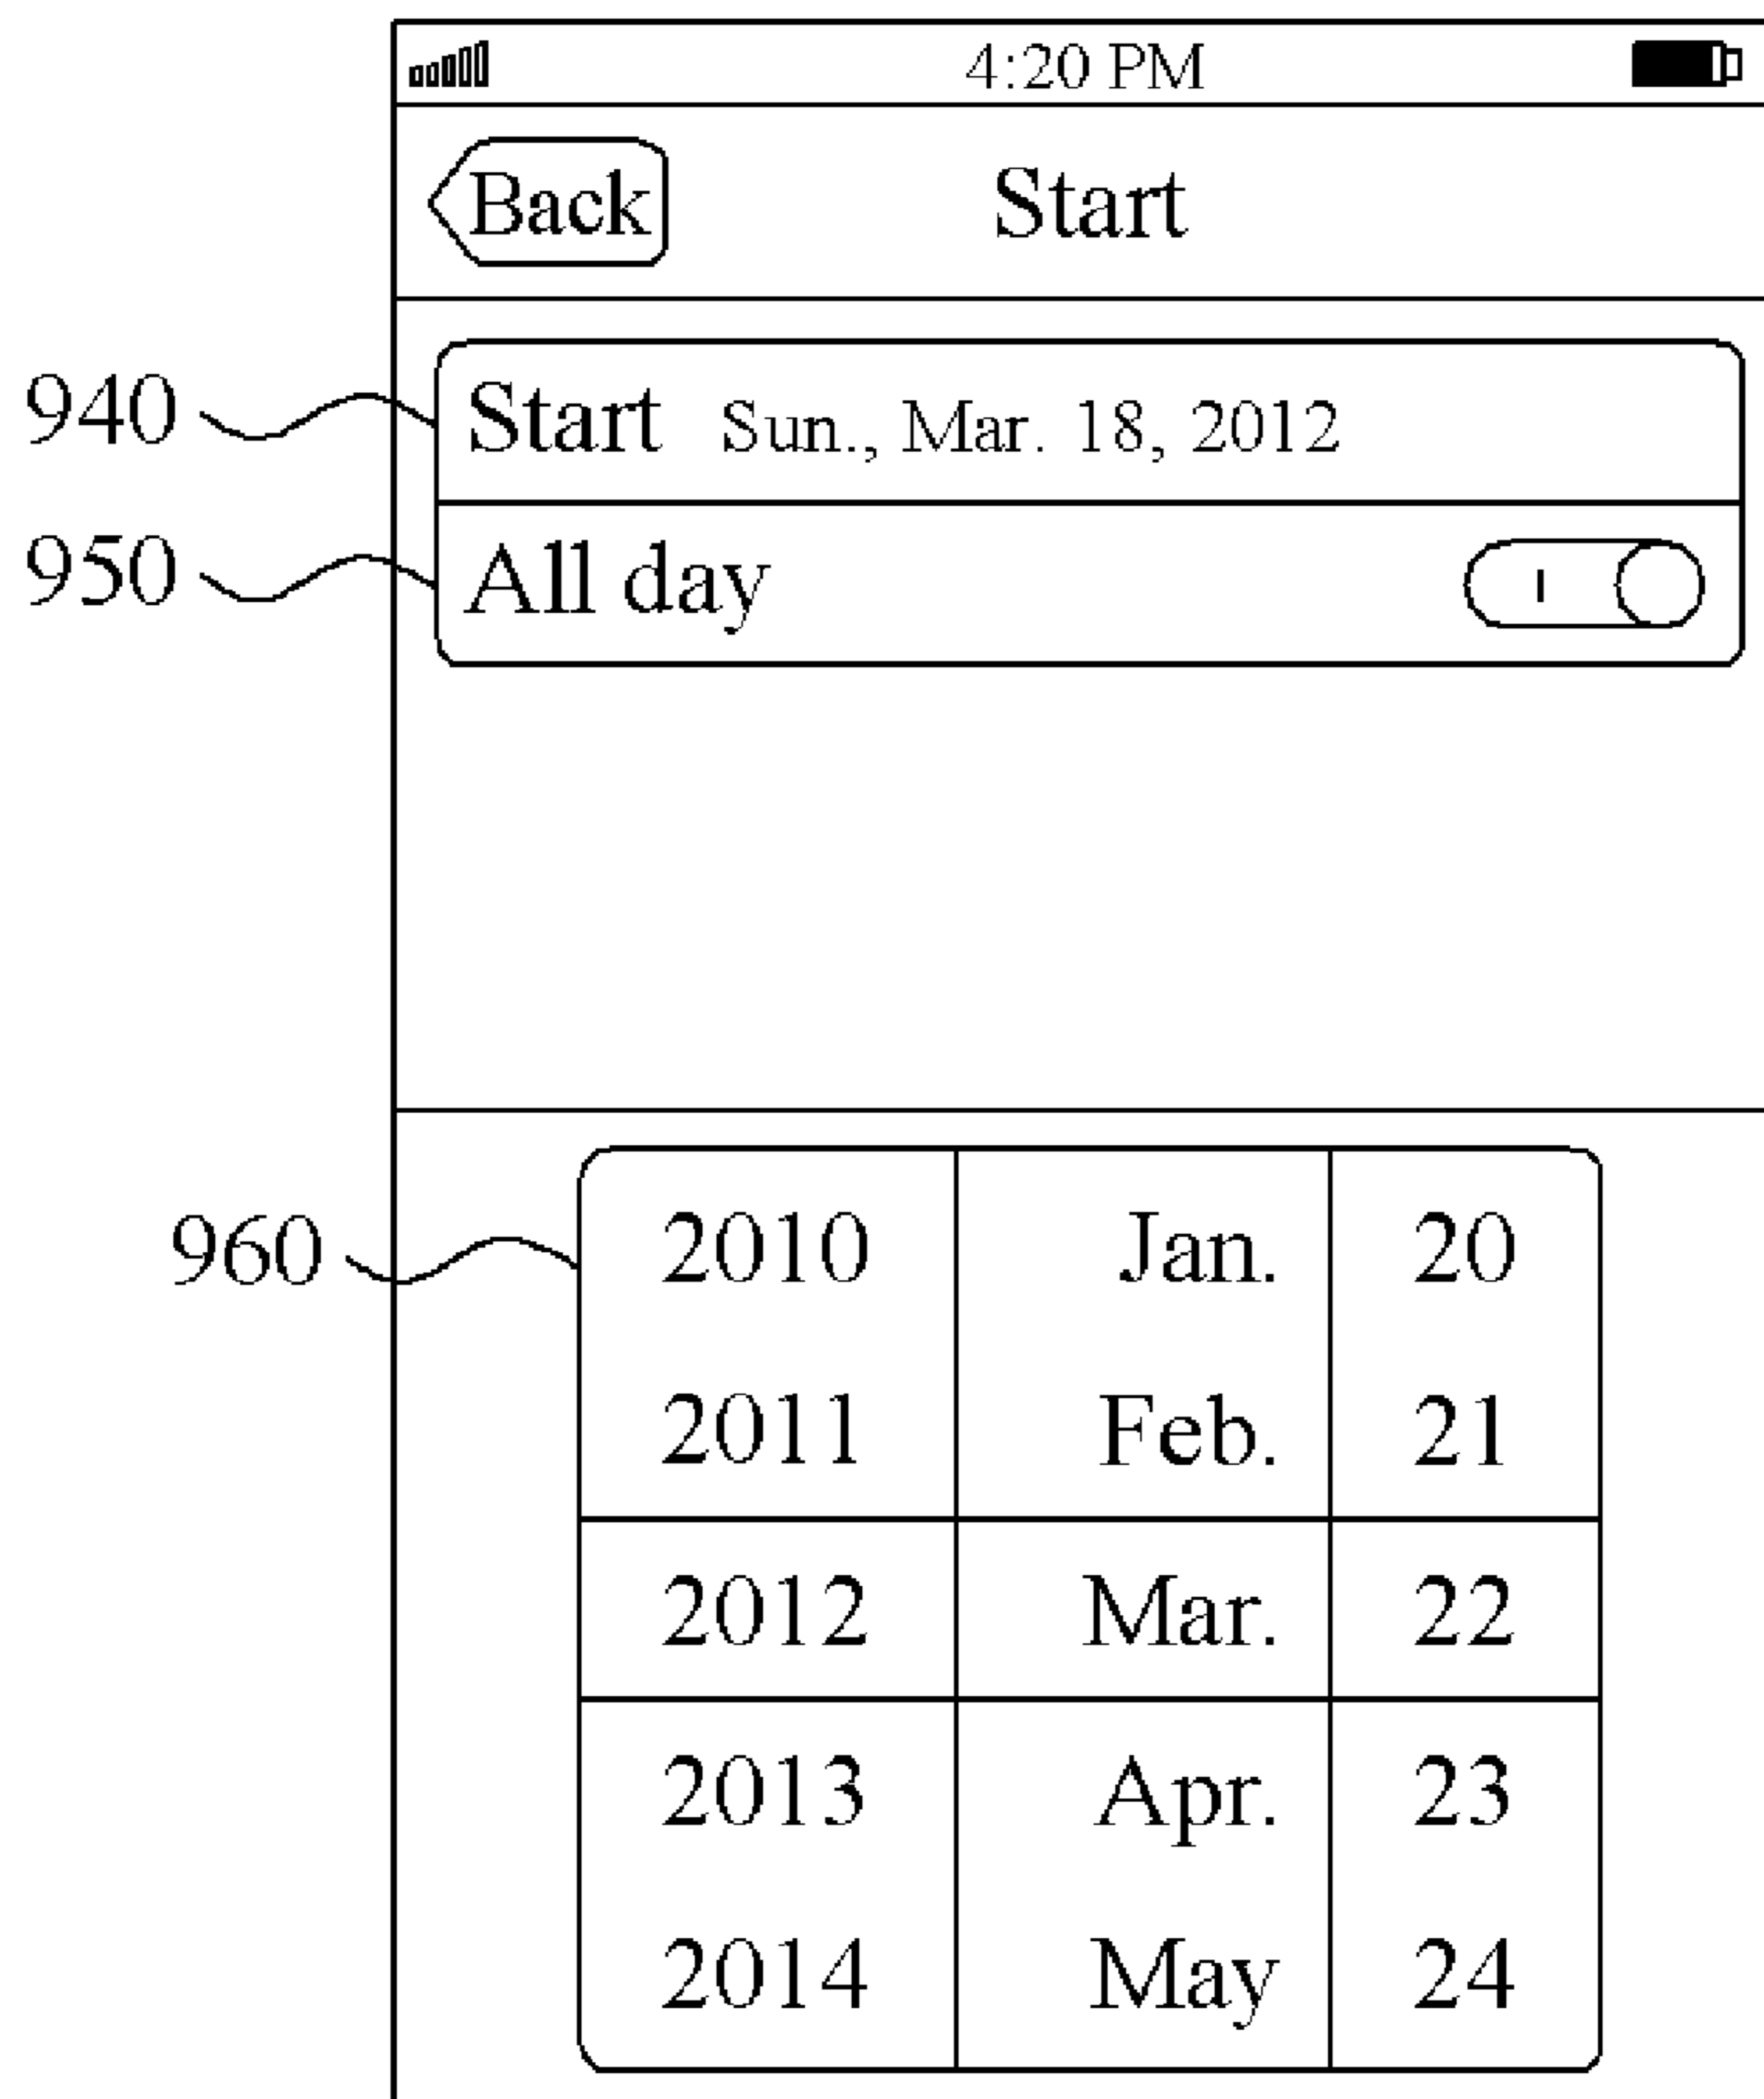 4:20 PM
Back Start
940 Start Sun., Mar. 18, 2012
950 All day
960 2010 Jan. 20
2011 Feb. 21
2012 Mar. 22
2013 Apr. 23
2014 May 24